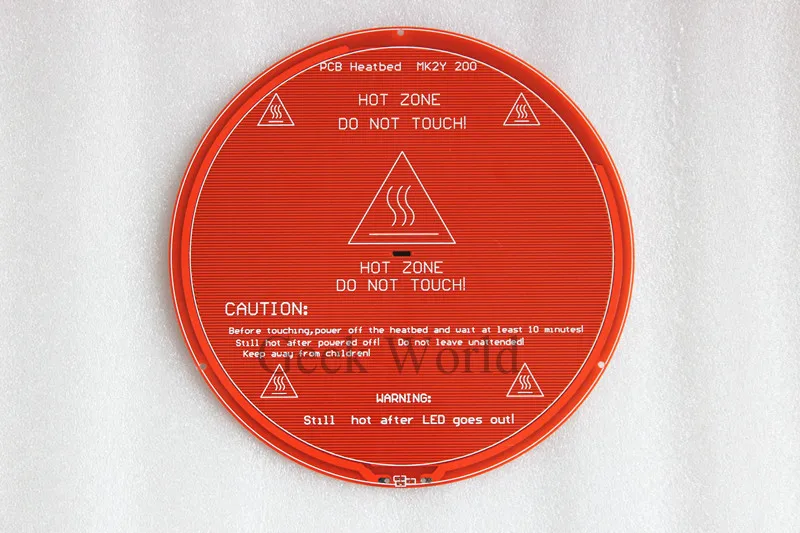 PCB Heatbed MK2Y 200
HOT ZONE
DO NOT TOUCH!
HOT ZONE
DO NOT TOUCH!
CAUTION:
Before touching,power off the heatbed and wait at least 10 minutes!
Still hot after powered off! Do not leave unattended!
Keep away from children!
Geek World
WARNING:
Still hot after LED goes out!